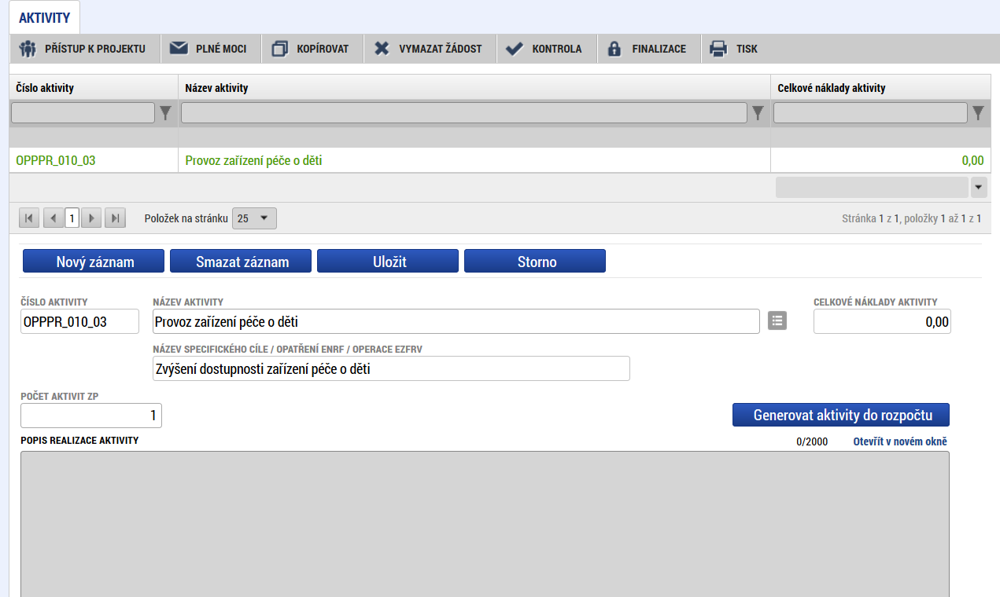 AKTIVITY
PŘÍSTUP K PROJEKTU PLNÉ MOCI KOPÍROVAT VYMAZAT ŽÁDOST KONTROLA FINALIZACE TISK
Číslo aktivity Název aktivity Celkové náklady aktivity
OPPPR_010_03 Provoz zařízení péče o děti 0,00
1 Položek na stránku 25 Stránka 1 z 1, položky 1 až 1 z 1
Nový záznam Smazat záznam Uložit Storno
ČÍSLO AKTIVITY NÁZEV AKTIVITY CELKOVÉ NÁKLADY AKTIVITY
OPPPR_010_03 Provoz zařízení péče o děti 0,00
NÁZEV SPECIFICKÉHO CÍLE / OPATŘENÍ ENRF / OPERACE EZFRV
Zvýšení dostupnosti zařízení péče o děti
POČET AKTIVIT ZP
1 Generovat aktivity do rozpočtu
POPIS REALIZACE AKTIVITY 0/2000 Otevřít v novém okně